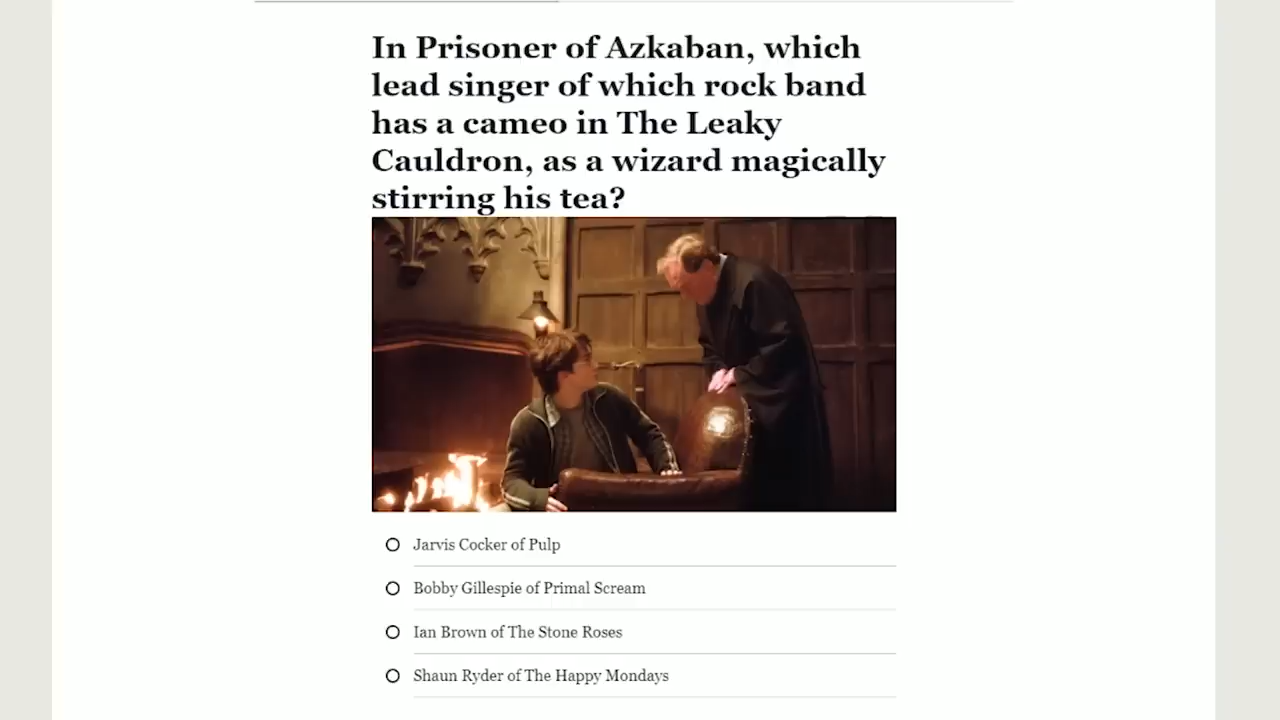 In Prisoner of Azkaban, which
lead singer of which rock band
has a cameo in The Leaky
Cauldron, as a wizard magically
stirring his tea?
Jarvis Cocker of Pulp
Bobby Gillespie of Primal Scream
Ian Brown of The Stone Roses
Shaun Ryder of The Happy Mondays